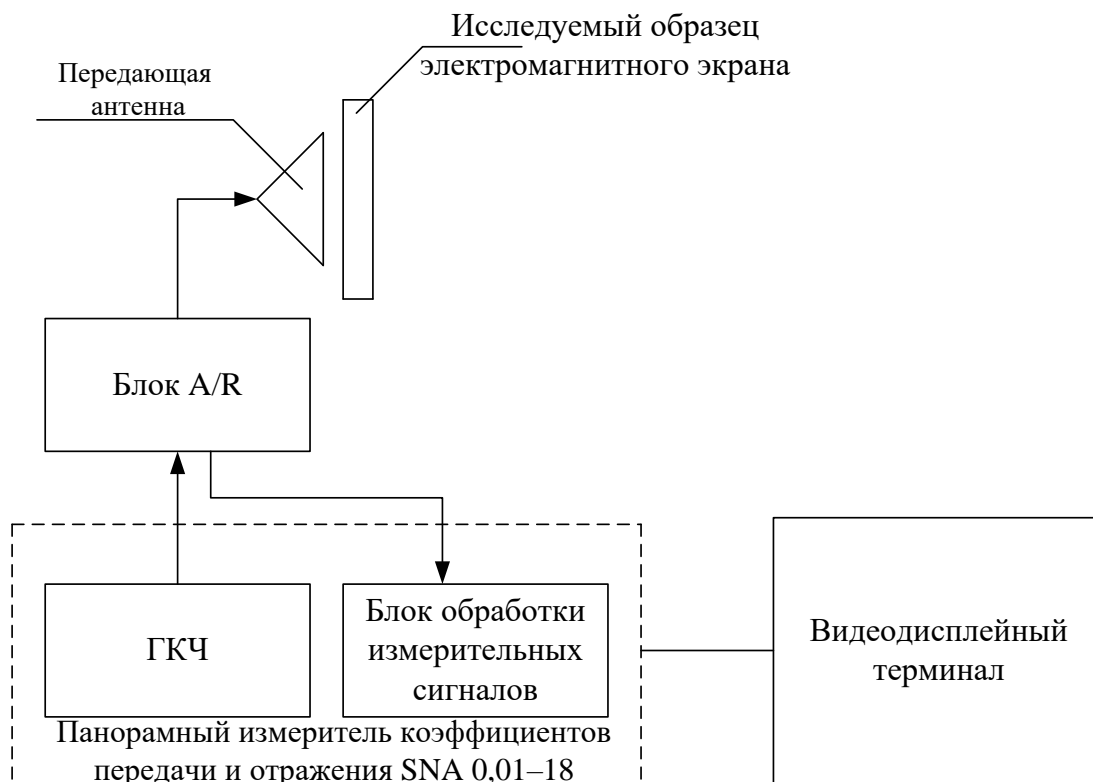 Исследуемый образец
электромагнитного экрана
Передающая
антенна
Блок A/R
ГКЧ
Блок обработки
измерительных
сигналов
Видеодисплейный
терминал
Панорамный измеритель коэффициентов
передачи и отражения SNA 0,01–18